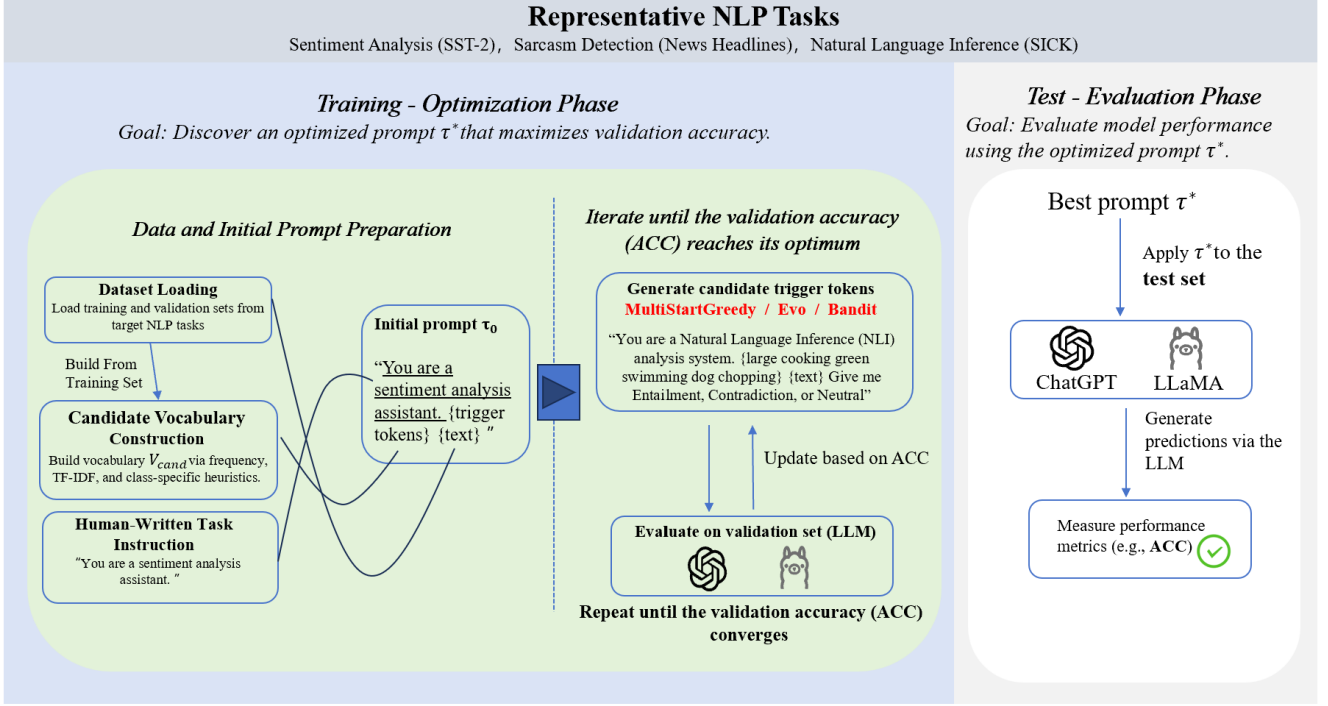 Representative NLP Tasks
Sentiment Analysis (SST-2), Sarcasm Detection (News Headlines), Natural Language Inference (SICK)
Training - Optimization Phase
Goal: Discover an optimized prompt τ* that maximizes validation accuracy.
Data and Initial Prompt Preparation
Dataset Loading
Load training and validation sets from
target NLP tasks
Build From
Training Set
Candidate Vocabulary
Construction
Build vocabulary V_cand via frequency,
TF-IDF, and class-specific heuristics.
Human-Written Task
Instruction
“You are a sentiment analysis
assistant. ”
Initial prompt τ₀
“You are a
sentiment analysis
assistant. {trigger
tokens} {text} ”
Iterate until the validation accuracy
(ACC) reaches its optimum
Generate candidate trigger tokens
MultiStartGreedy / Evo / Bandit
“You are a Natural Language Inference (NLI)
analysis system. {large cooking green
swimming dog chopping} {text} Give me
Entailment, Contradiction, or Neutral”
Update based on ACC
Evaluate on validation set (LLM)
Repeat until the validation accuracy (ACC)
converges
Test - Evaluation Phase
Goal: Evaluate model performance
using the optimized prompt τ*.
Best prompt τ*
Apply τ* to the
test set
ChatGPT
LLaMA
Generate
predictions via the
LLM
Measure performance
metrics (e.g., ACC)